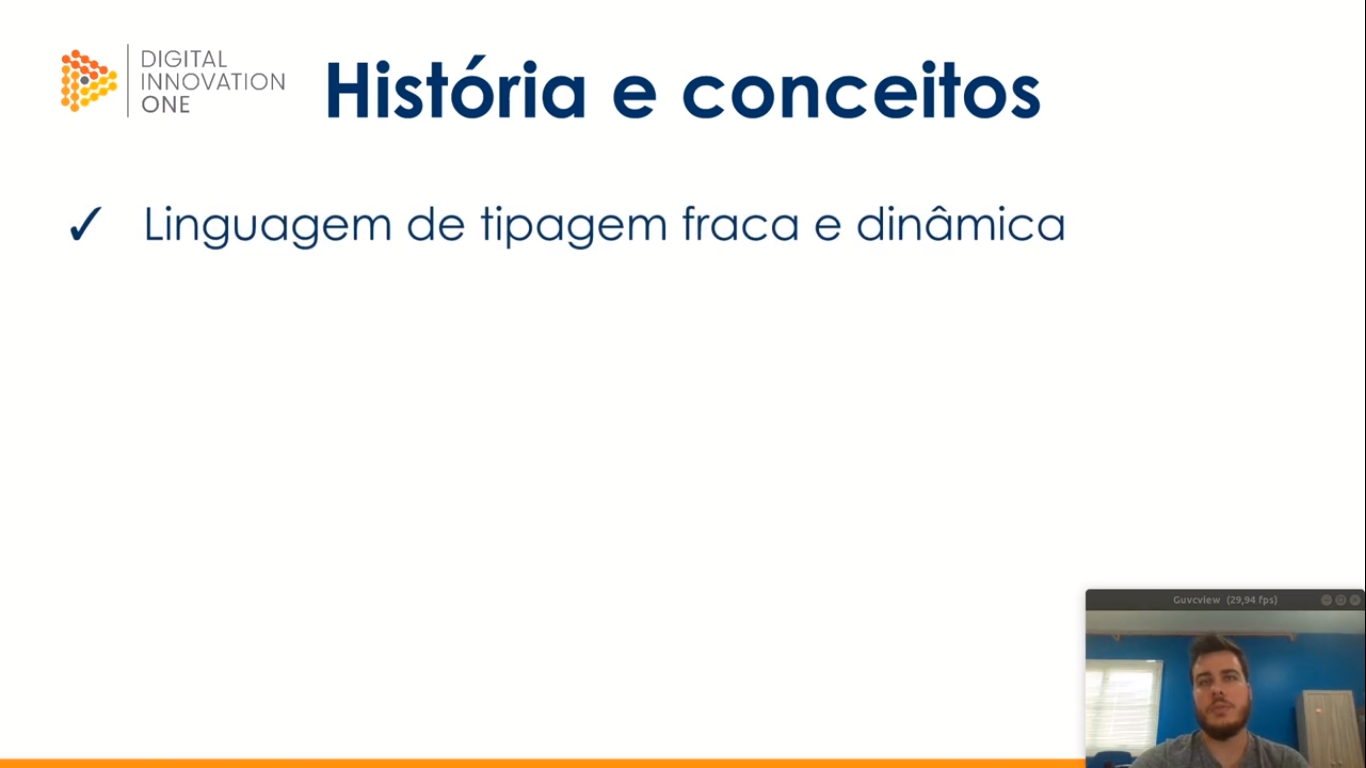 DIGITAL
INNOVATION
ONE
História e conceitos
✓ Linguagem de tipagem fraca e dinâmica
Guvcview (29,94 fps)